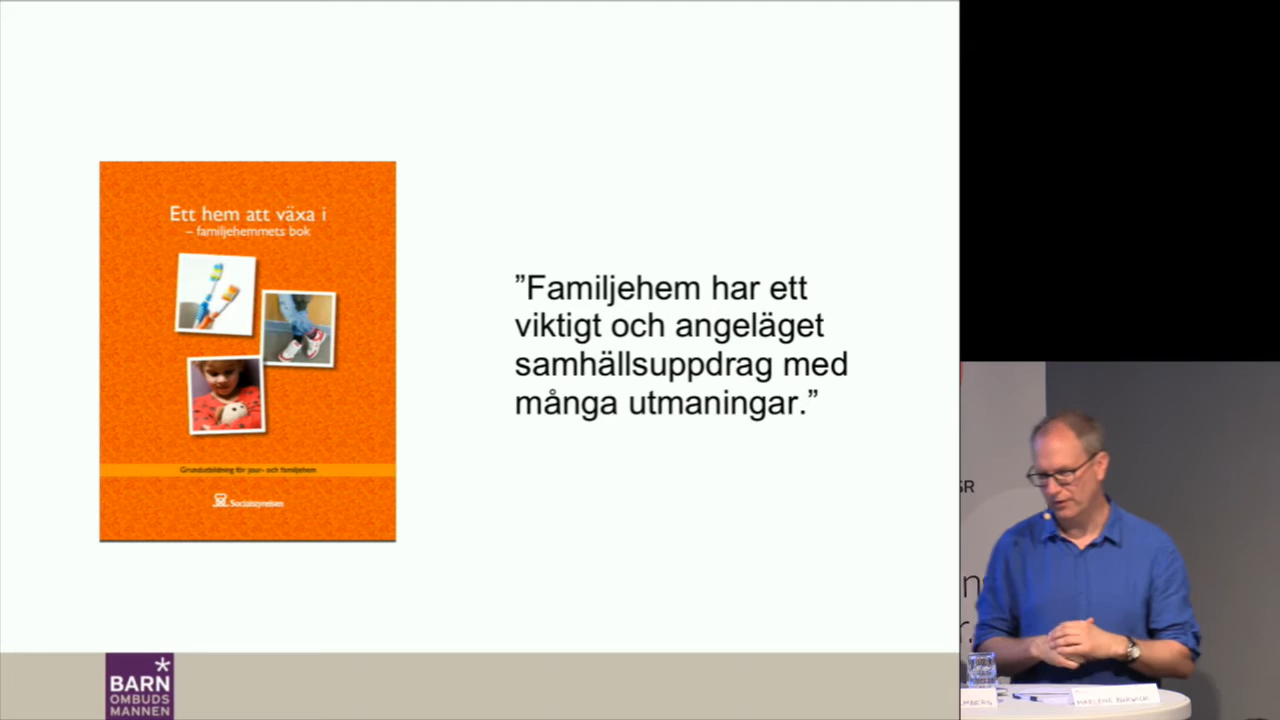 Ett hem att växa i
– familjehemmets bok
Grundutbildning för jour- och familjehem
Socialstyrelsen
”Familjehem har ett
viktigt och angeläget
samhällsuppdrag med
många utmaningar.”
BARN
OMBUDS
MANNEN
SR